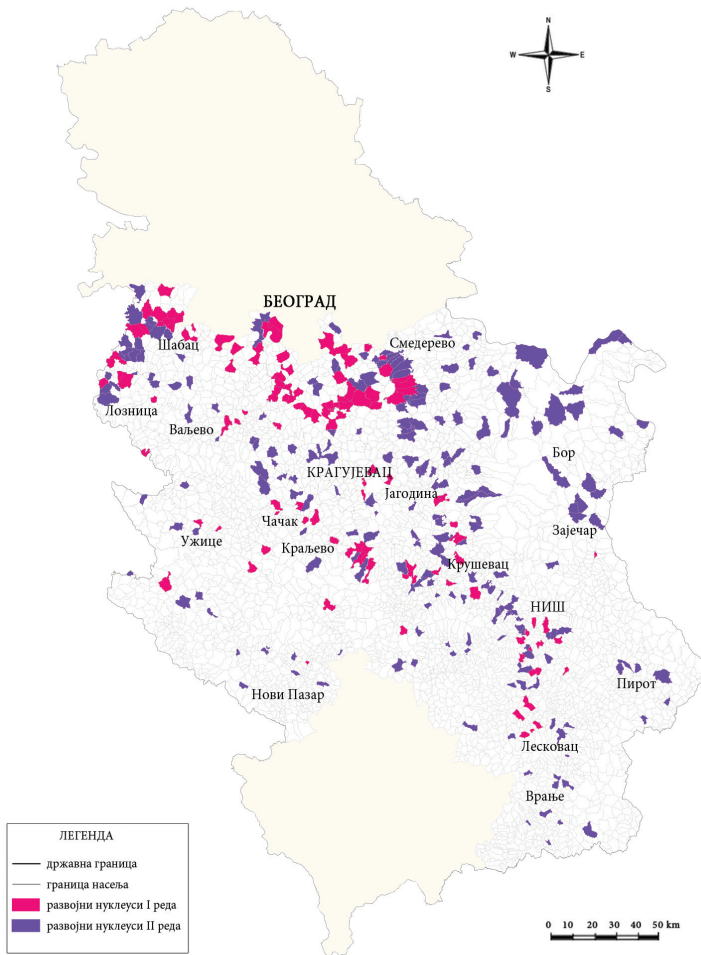 N
W E
S
БЕОГРАД
Смедерево
Шабац
Лозница
Ваљево
Бор
КРАГУЈЕВАЦ
Јагодина
Чачак
Зајечар
Ужице
Краљево
Крушевац
НИШ
Пирот
Нови Пазар
Лесковац
Врање
ЛЕГЕНДА
државна граница
граница насеља
развојни нуклеуси I реда
развојни нуклеуси II реда
0 10 20 30 40 50 km